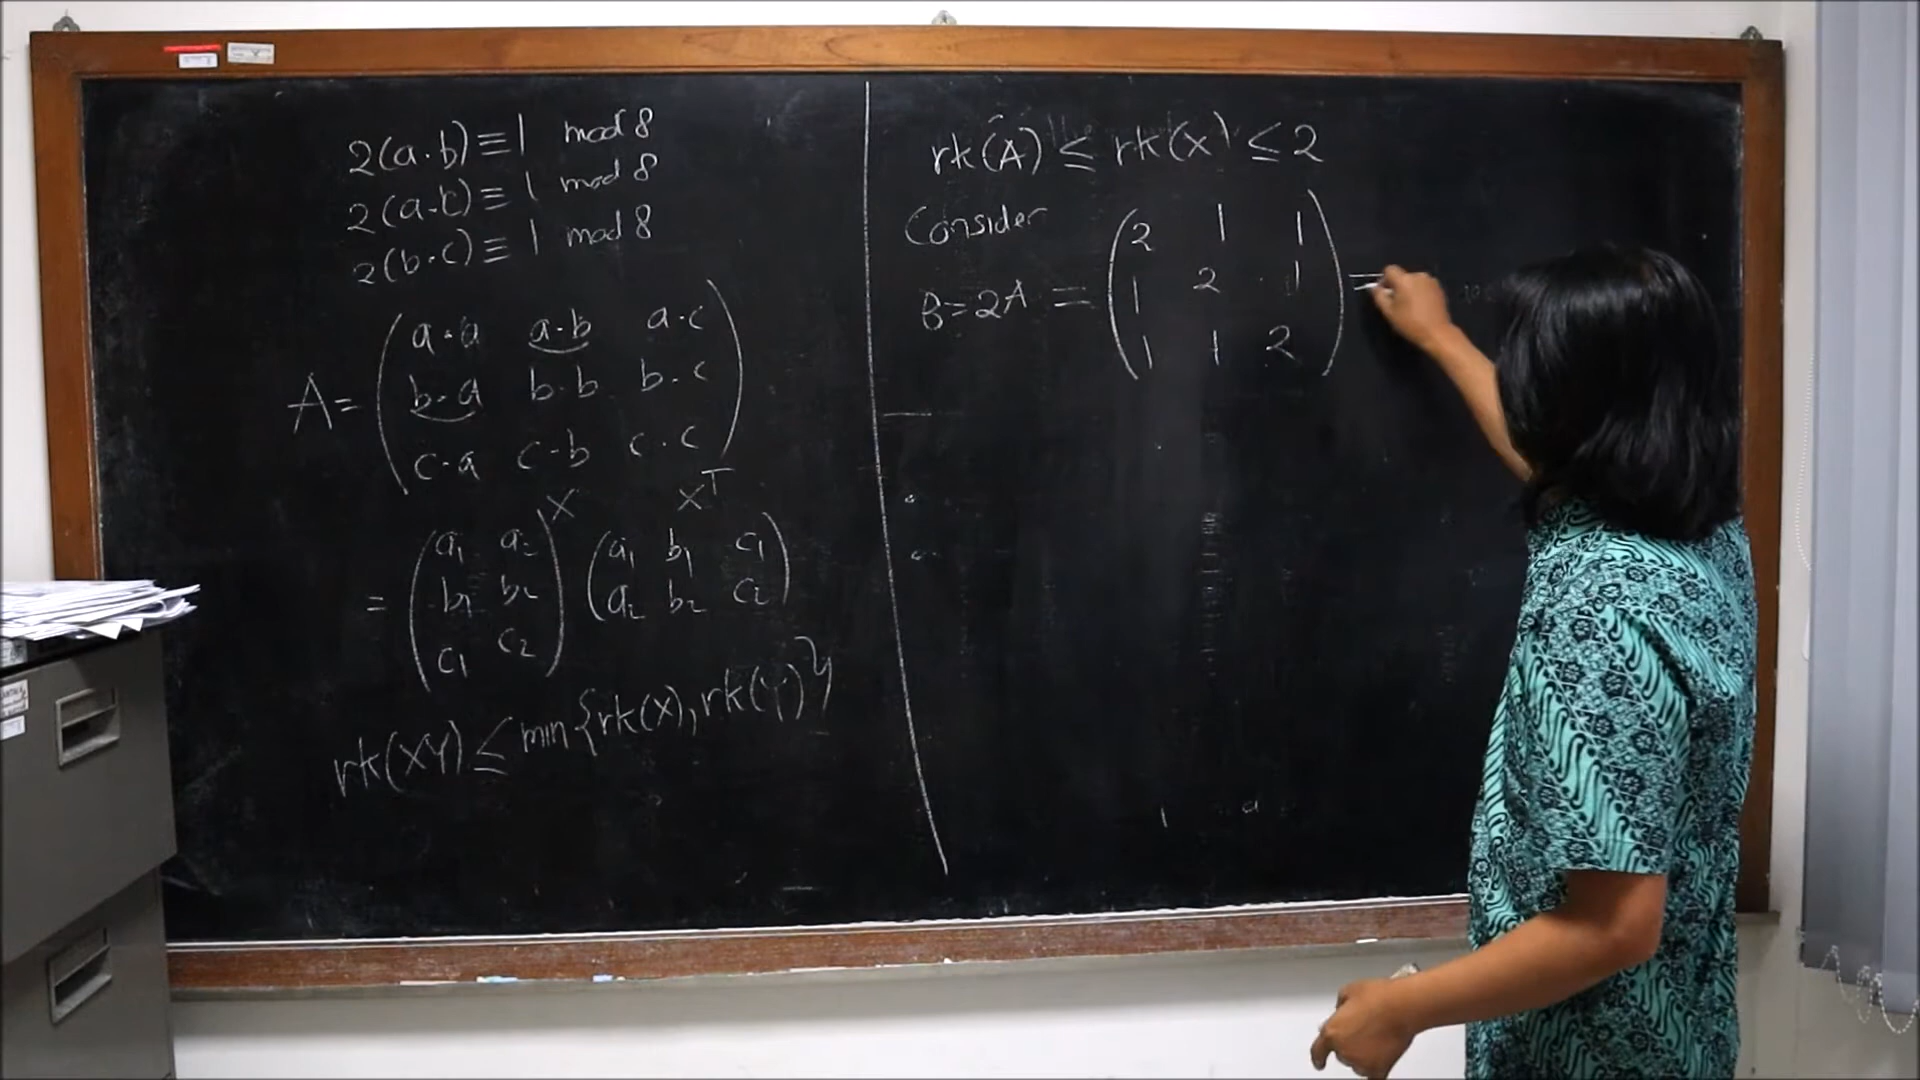 2(a·b)≡1 mod 8
2(a·c)≡1 mod 8
2(b·c)≡1 mod 8
a·a a·b a·c
A= b·a b·b b·c
c·a c·b c·c
X X^T
a₁ a₂ a₁ b₁ c₁
= b₁ b₂ a₂ b₂ c₂
c₁ c₂
rk(XY) ≤ min{rk(X), rk(Y)}
rk(A) ≤ rk(X) ≤ 2
Consider
2 1 1
B=2A = 1 2 1 =
1 1 2